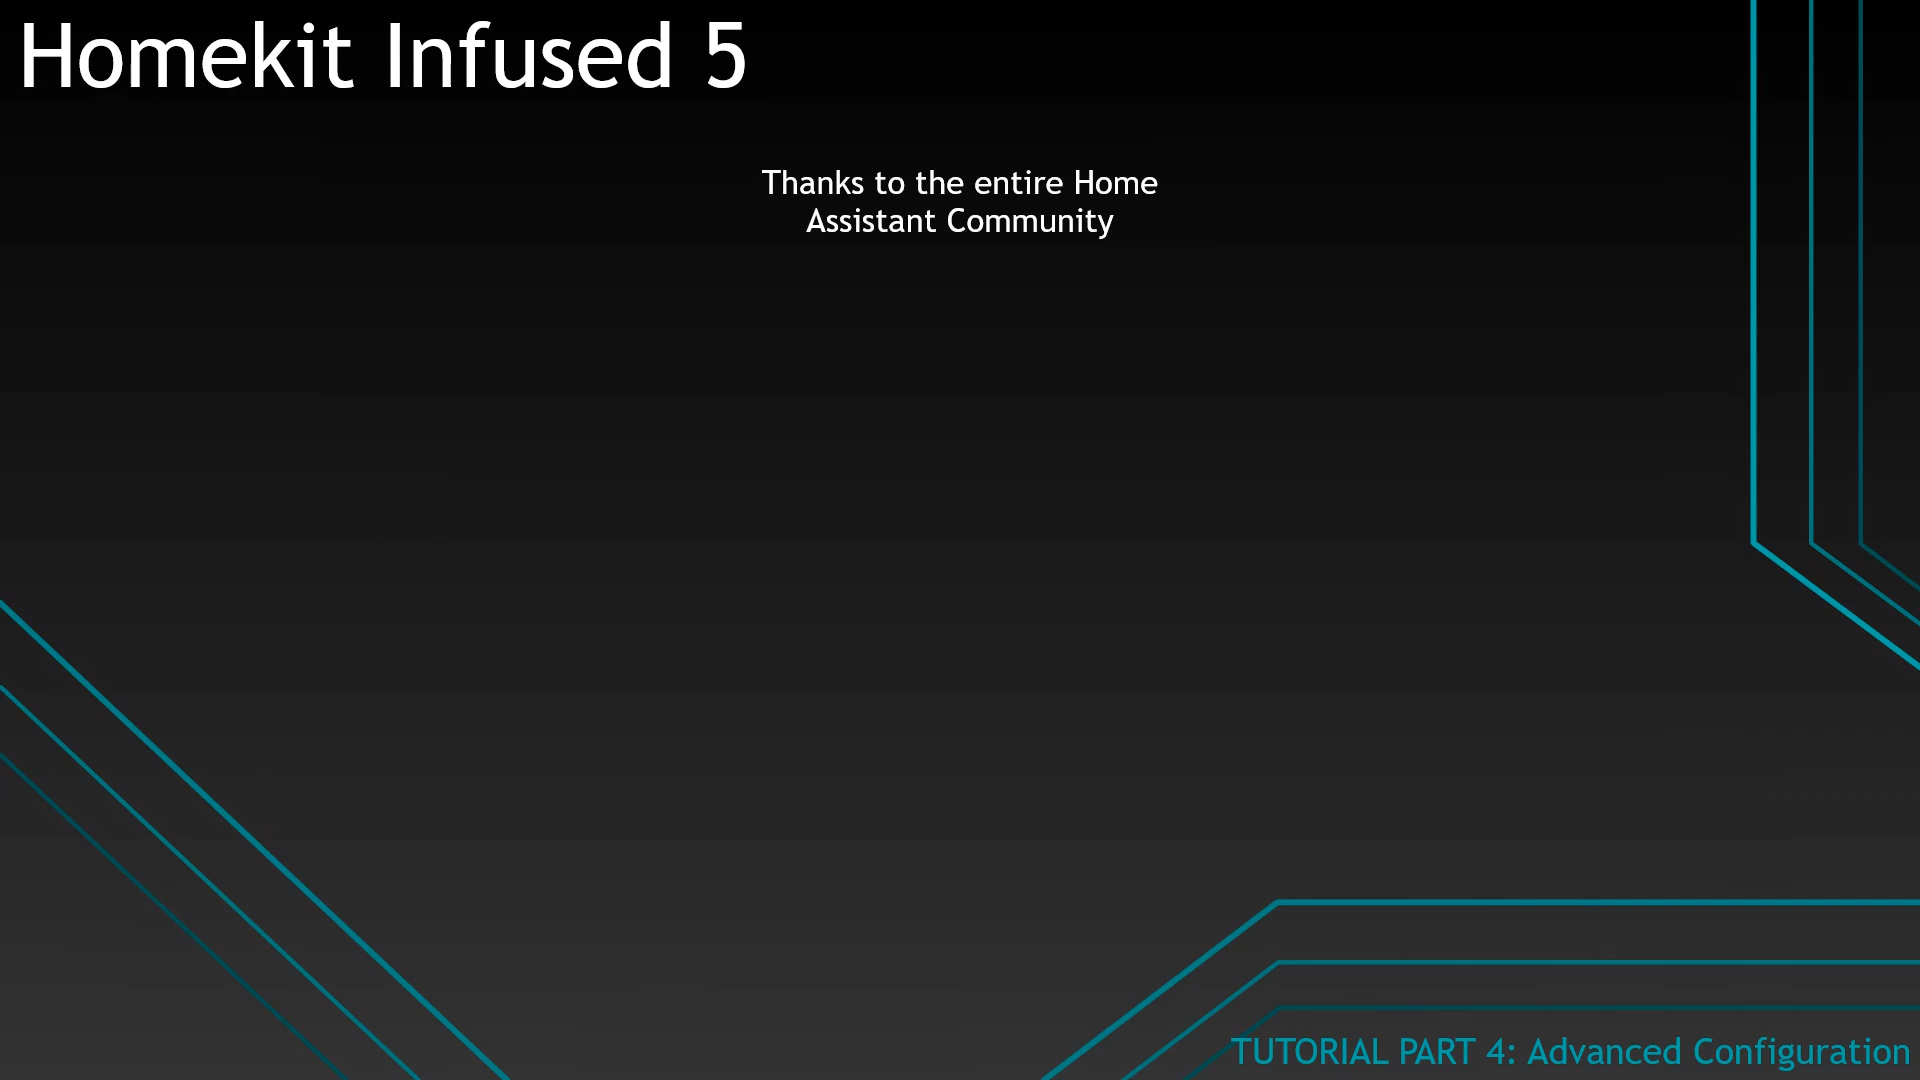 Homekit Infused 5
Thanks to the entire Home
Assistant Community
TUTORIAL PART 4: Advanced Configuration